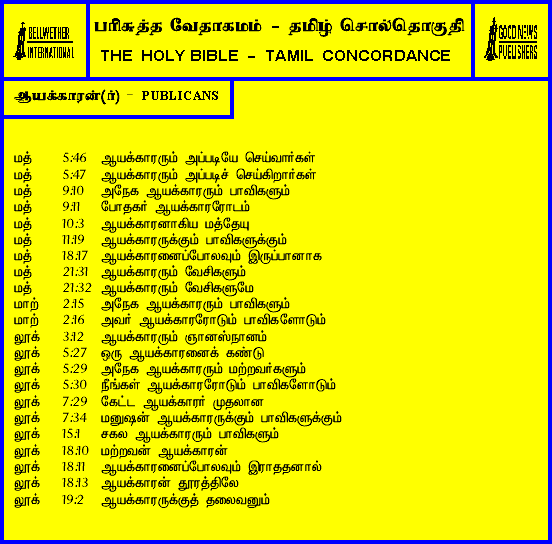 BELLWETHER
INTERNATIONAL
பரிசுத்த வேதாகமம் - தமிழ் சொல்தொகுதி
THE HOLY BIBLE - TAMIL CONCORDANCE
GOOD NEWS
PUBLISHERS
ஆயக்காரன்(ர்) - PUBLICANS
மத் 5:46 ஆயக்காரரும் அப்படியே செய்வார்கள்
மத் 5:47 ஆயக்காரரும் அப்படிச் செய்கிறார்கள்
மத் 9:10 அநேக ஆயக்காரரும் பாவிகளும்
மத் 9:11 போதகர் ஆயக்காரரோடும்
மத் 10:3 ஆயக்காரனாகிய மத்தேயு
மத் 11:19 ஆயக்காரருக்கும் பாவிகளுக்கும்
மத் 18:17 ஆயக்காரனைப்போலவும் இருப்பானாக
மத் 21:31 ஆயக்காரரும் வேசிகளும்
மத் 21:32 ஆயக்காரரும் வேசிகளுமே
மாற் 2:15 அநேக ஆயக்காரரும் பாவிகளும்
மாற் 2:16 அவர் ஆயக்காரரோடும் பாவிகளோடும்
லூக் 3:12 ஆயக்காரரும் ஞானஸ்நானம்
லூக் 5:27 ஒரு ஆயக்காரனைக் கண்டு
லூக் 5:29 அநேக ஆயக்காரரும் மற்றவர்களும்
லூக் 5:30 நீங்கள் ஆயக்காரரோடும் பாவிகளோடும்
லூக் 7:29 கேட்ட ஆயக்காரர் முதலான
லூக் 7:34 மனுஷன் ஆயக்காரருக்கும் பாவிகளுக்கும்
லூக் 15:1 சகல ஆயக்காரரும் பாவிகளும்
லூக் 18:10 மற்றவன் ஆயக்காரன்
லூக் 18:11 ஆயக்காரனைப்போலவும் இராததனால்
லூக் 18:13 ஆயக்காரன் தூரத்திலே
லூக் 19:2 ஆயக்காரருக்குத் தலைவனும்